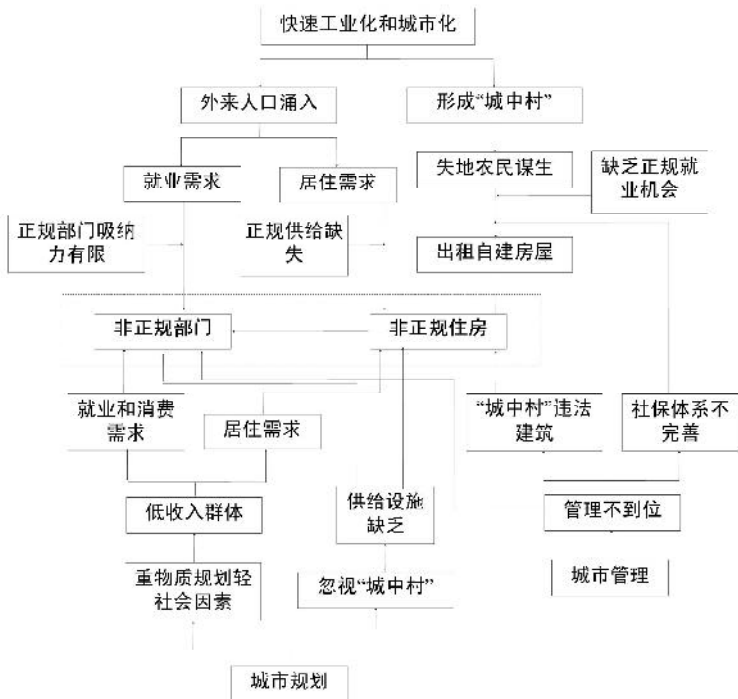 快速工业化和城市化
外来人口涌入
形成“城中村”
就业需求
居住需求
失地农民谋生
缺乏正规就
业机会
正规部门吸纳
力有限
正规供给缺
失
出租自建房屋
非正规部门
非正规住房
就业和消费
需求
居住需求
“城中村”违法
建筑
社保体系不
完善
低收入群体
供给设施
缺乏
管理不到位
重物质规划轻
社会因素
忽视“城中村”
城市管理
城市规划